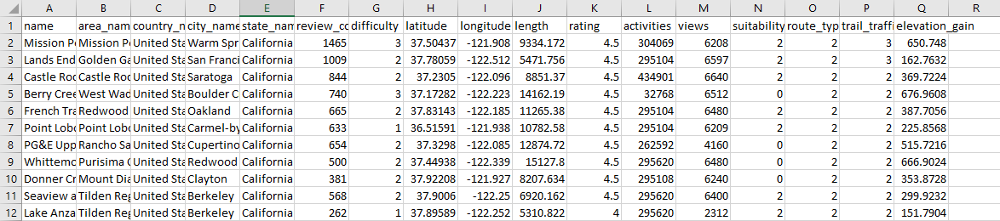 A B C D E F G H I J K L M N O P Q R
1 name area_nam country_n city_name state_nam review_co difficulty latitude longitude length rating activities views suitability route_typ trail_traffi elevation_gain
2 Mission Pe Mission Pe United Sta Warm Spr California 1465 3 37.50437 -121.908 9334.172 4.5 304069 6208 2 2 3 650.748
3 Lands End Golden Ga United Sta San Franci California 1009 2 37.78059 -122.512 5471.756 4.5 295104 6597 2 2 3 162.7632
4 Castle Roc Castle Roc United Sta Saratoga California 844 2 37.2305 -122.096 8851.37 4.5 434901 6640 2 2 2 369.7224
5 Berry Cree West Wad United Sta Boulder C California 740 3 37.17282 -122.223 14162.19 4.5 32768 6512 0 2 2 676.9608
6 French Tra Redwood United Sta Oakland California 665 2 37.83143 -122.185 11265.38 4.5 295104 6480 2 2 2 387.7056
7 Point Lobo Point Lobo United Sta Carmel-by California 633 1 36.51591 -121.938 10782.58 4.5 295104 6209 2 2 2 225.8568
8 PG&E Upp Rancho Sa United Sta Cupertino California 654 2 37.3298 -122.085 12874.72 4.5 262592 4160 0 2 2 515.7216
9 Whittemo Purisima C United Sta Redwood California 500 2 37.44938 -122.339 15127.8 4.5 295620 6480 0 2 2 666.9024
10 Donner Cr Mount Dia United Sta Clayton California 381 2 37.92208 -121.927 8207.634 4.5 295108 6240 0 2 2 353.8728
11 Seaview a Tilden Reg United Sta Berkeley California 568 2 37.9006 -122.25 6920.162 4.5 295620 6400 2 2 2 299.9232
12 Lake Anza Tilden Reg United Sta Berkeley California 262 1 37.89589 -122.252 5310.822 4 295620 2312 2 2 2 151.7904